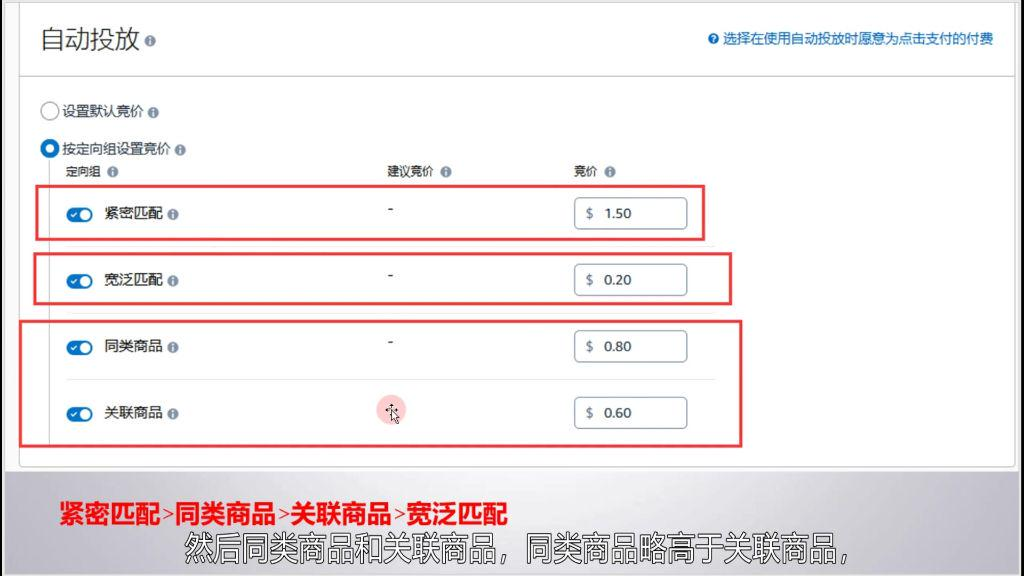 自动投放
选择在使用自动投放时愿意为点击支付的付费
设置默认竞价
按定向组设置竞价
定向组 建议竞价 竞价
紧密匹配 - $ 1.50
宽泛匹配 - $ 0.20
同类商品 - $ 0.80
关联商品 $ 0.60
紧密匹配>同类商品>关联商品>宽泛匹配
然后同类商品和关联商品，同类商品略高于关联商品，